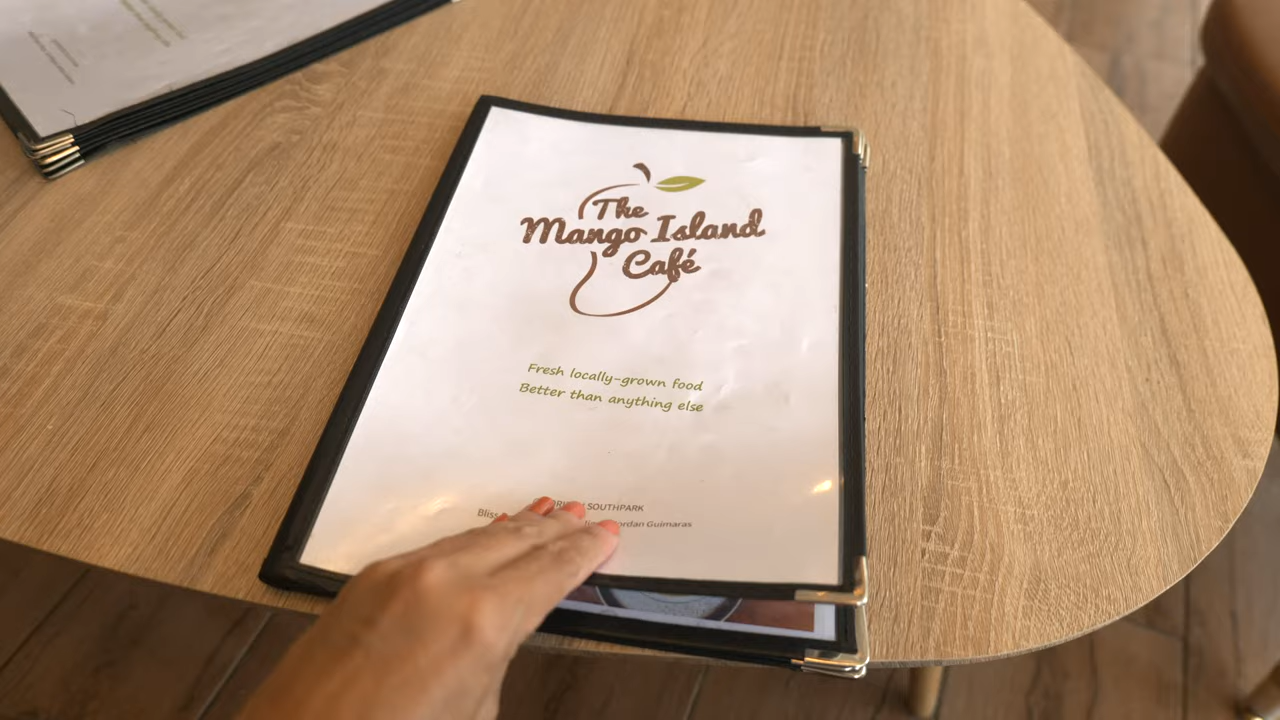 The
Mango Island
Café
Fresh locally-grown food
Better than anything else
SOUTHPARK
Bliss Jordan Guimaras